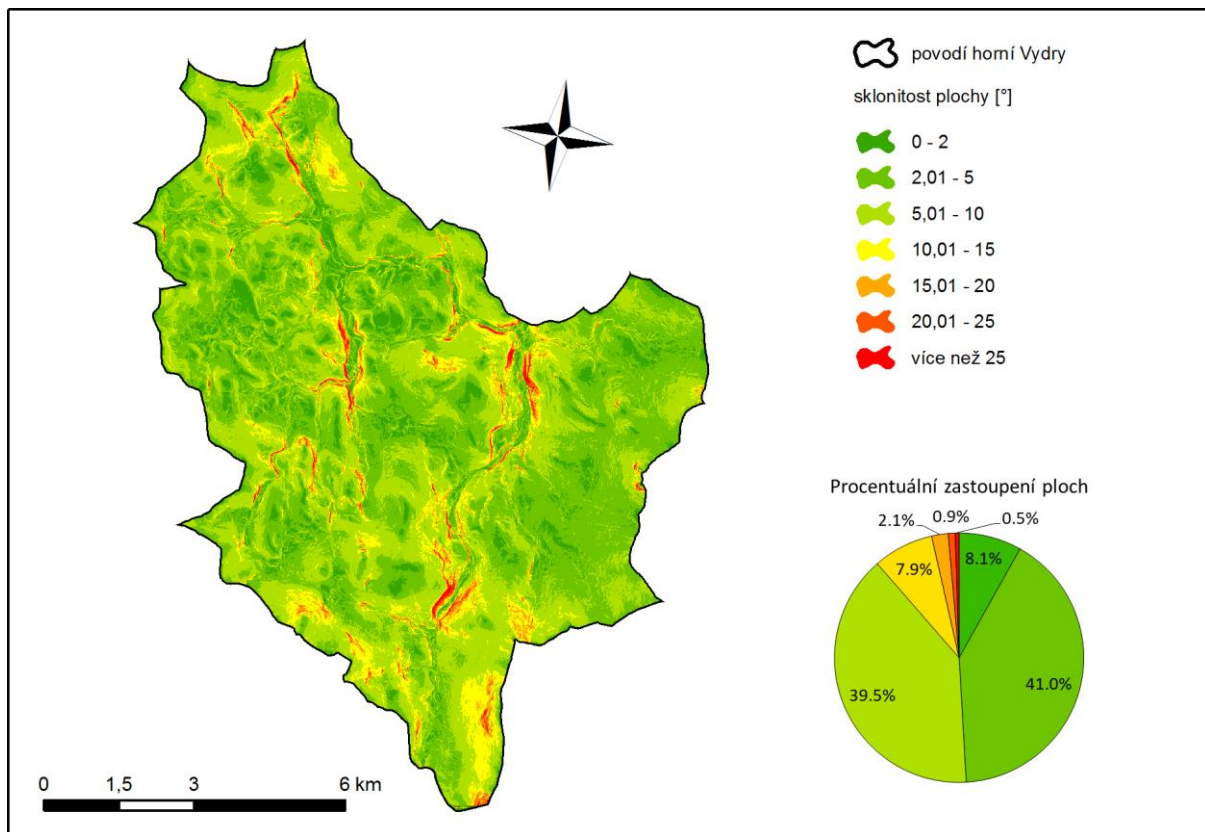 povodí horní Vydry
sklonitost plochy [°]
0 - 2
2,01 - 5
5,01 - 10
10,01 - 15
15,01 - 20
20,01 - 25
více než 25
Procentuální zastoupení ploch
2.1%
0.9%
0.5%
7.9%
8.1%
39.5%
41.0%
0 1,5 3 6 km